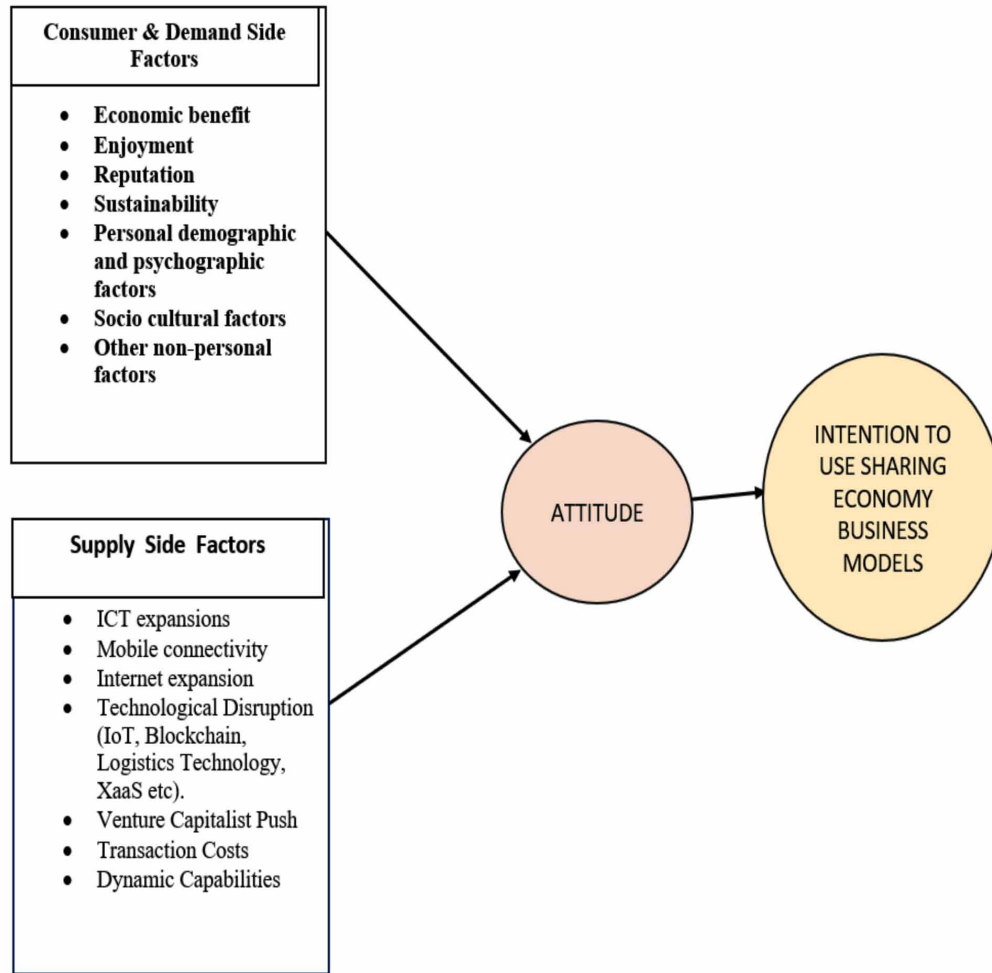 Consumer & Demand Side
Factors
• Economic benefit
• Enjoyment
• Reputation
• Sustainability
• Personal demographic
and psychographic
factors
• Socio cultural factors
• Other non-personal
factors
ATTITUDE
INTENTION TO
USE SHARING
ECONOMY
BUSINESS
MODELS
Supply Side Factors
• ICT expansions
• Mobile connectivity
• Internet expansion
• Technological Disruption
(IoT, Blockchain,
Logistics Technology,
XaaS etc).
• Venture Capitalist Push
• Transaction Costs
• Dynamic Capabilities